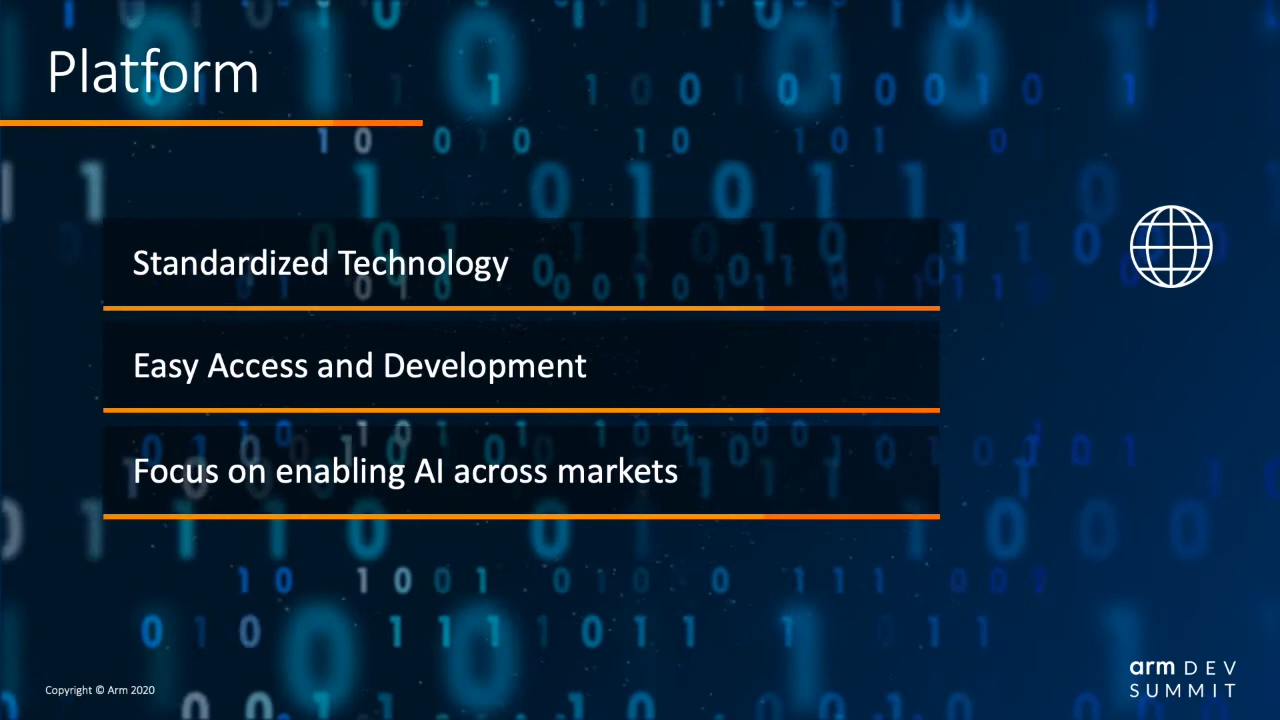 Platform
Standardized Technology
Easy Access and Development
Focus on enabling AI across markets
Copyright © Arm 2020
arm DEV
SUMMIT